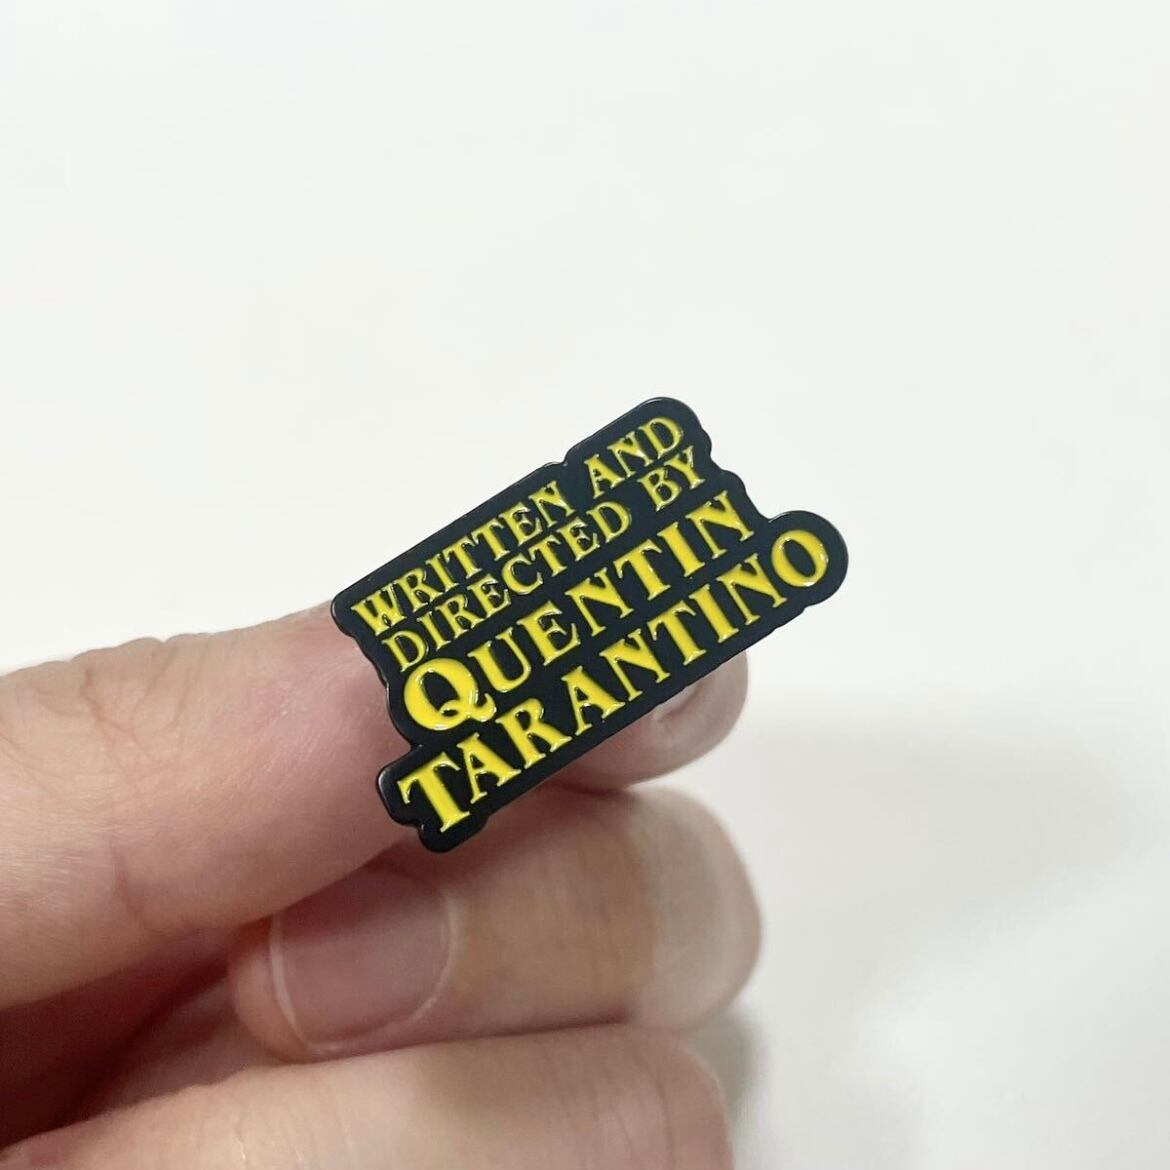 WRITTEN AND
DIRECTED BY
QUENTIN
TARANTINO